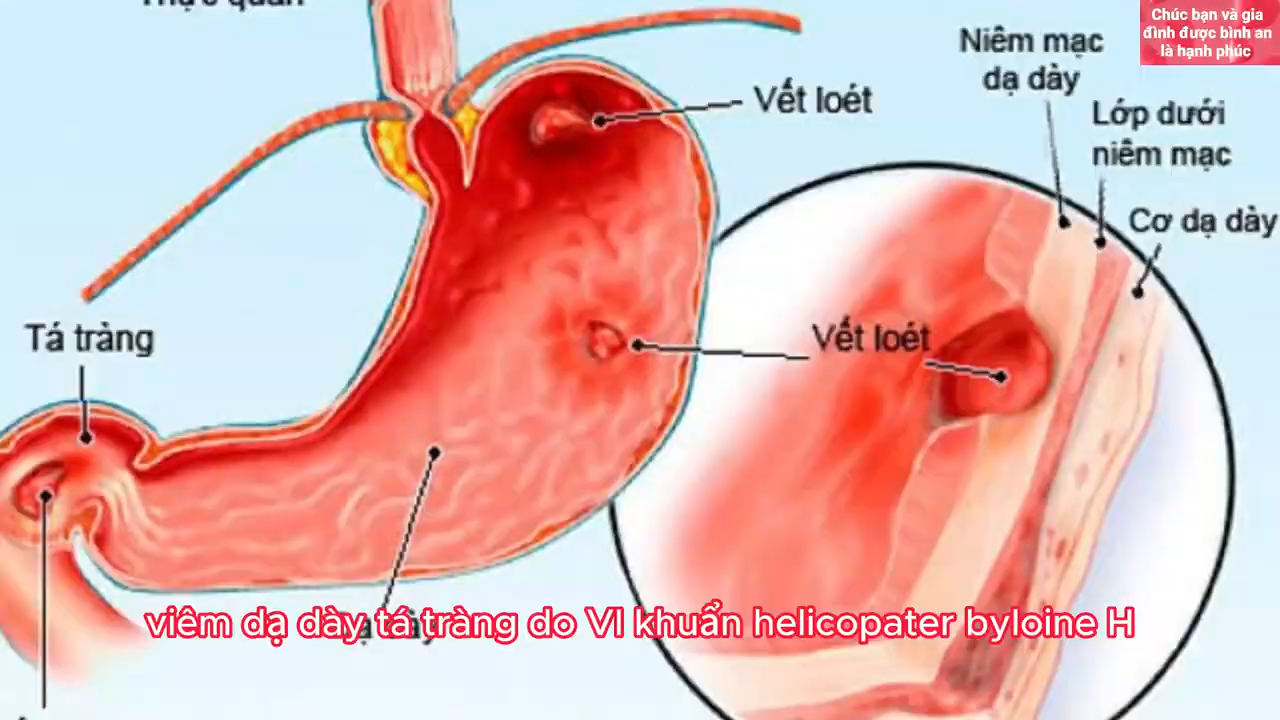 Thực quản
Chúc bạn và gia
đình được bình an
là hạnh phúc
Niêm mạc
dạ dày
Vết loét
Lớp dưới
niêm mạc
Cơ dạ dày
Tá tràng
Vết loét
viêm dạ dày tá tràng do VI khuẩn helicopater byloine H